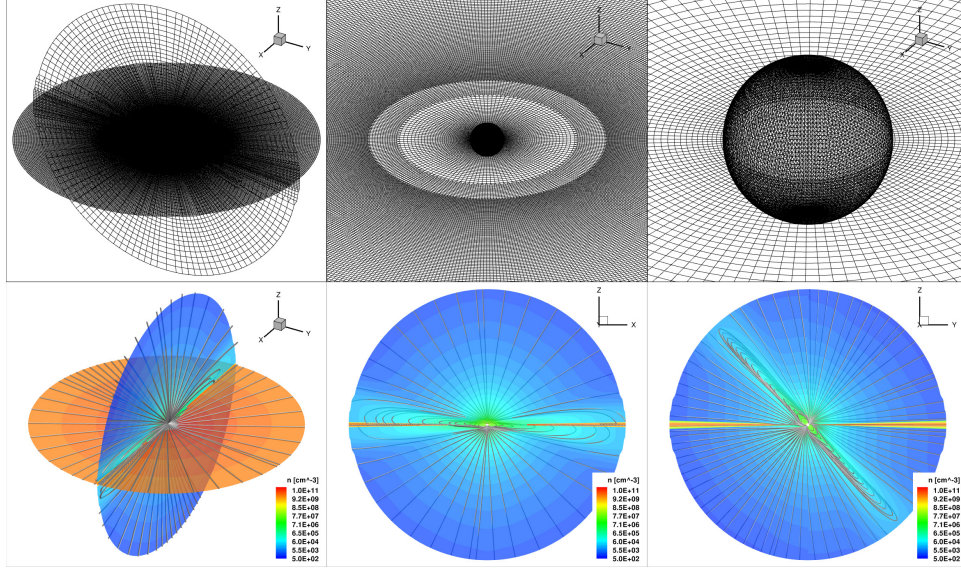 Z
X
Y
Z
X
Y
Z
X
Y
Z
X
Y
n [cm^-3]
1.0E+11
9.2E+09
8.5E+08
7.7E+07
7.1E+06
6.5E+05
6.0E+04
5.5E+03
5.0E+02
Z
Y
X
n [cm^-3]
1.0E+11
9.2E+09
8.5E+08
7.7E+07
7.1E+06
6.5E+05
6.0E+04
5.5E+03
5.0E+02
Z
X
Y
n [cm^-3]
1.0E+11
9.2E+09
8.5E+08
7.7E+07
7.1E+06
6.5E+05
6.0E+04
5.5E+03
5.0E+02